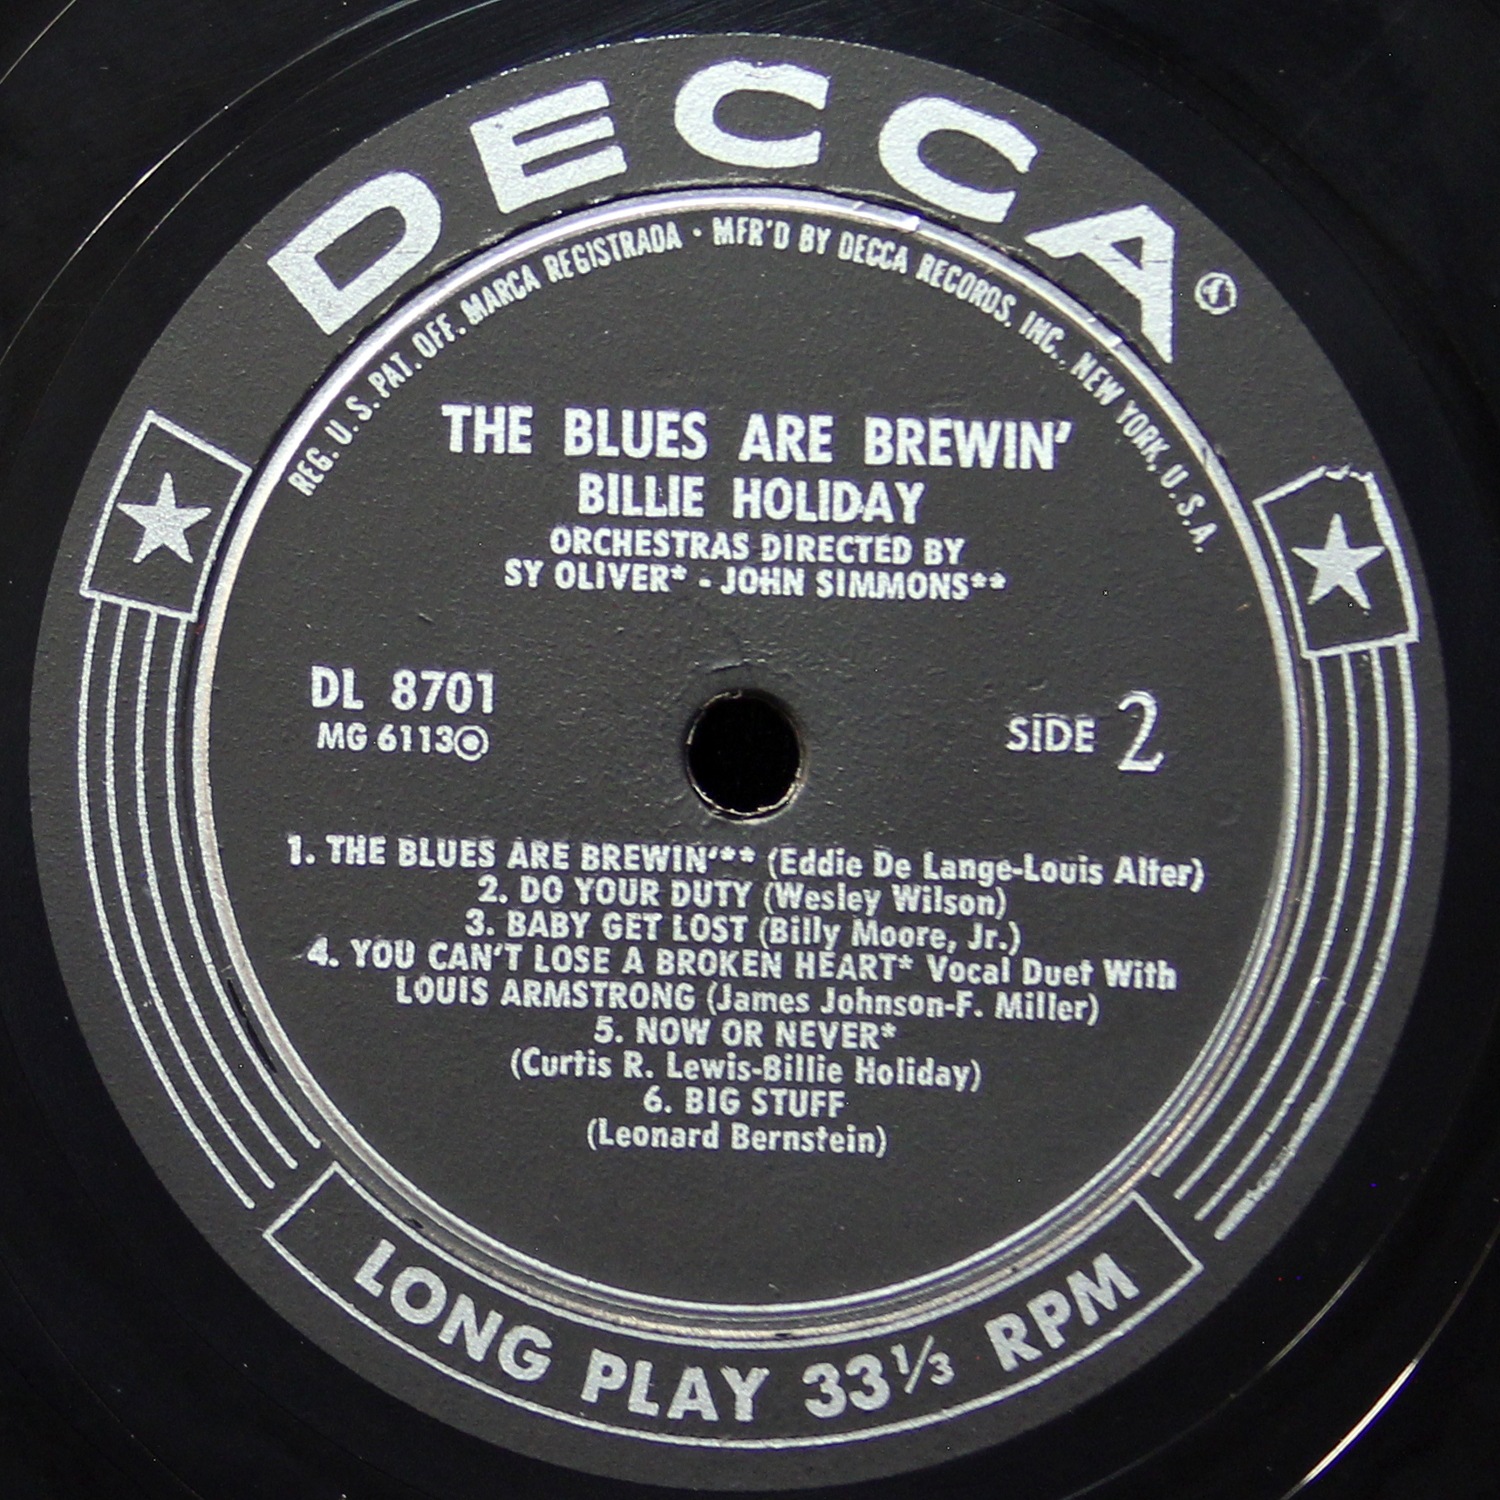 DECCA®
REG. U.S. PAT. OFF. MARCA REGISTRADA • MFR'D BY DECCA RECORDS, INC., NEW YORK, U.S.A.
THE BLUES ARE BREWIN'
BILLIE HOLIDAY
ORCHESTRAS DIRECTED BY
SY OLIVER* - JOHN SIMMONS**
DL 8701
MG 6113
SIDE 2
1. THE BLUES ARE BREWIN'** (Eddie De Lange-Louis Alter)
2. DO YOUR DUTY (Wesley Wilson)
3. BABY GET LOST (Billy Moore, Jr.)
4. YOU CAN'T LOSE A BROKEN HEART* Vocal Duet With
LOUIS ARMSTRONG (James Johnson-F. Miller)
5. NOW OR NEVER*
(Curtis R. Lewis-Billie Holiday)
6. BIG STUFF
(Leonard Bernstein)
LONG PLAY 33⅓ RPM